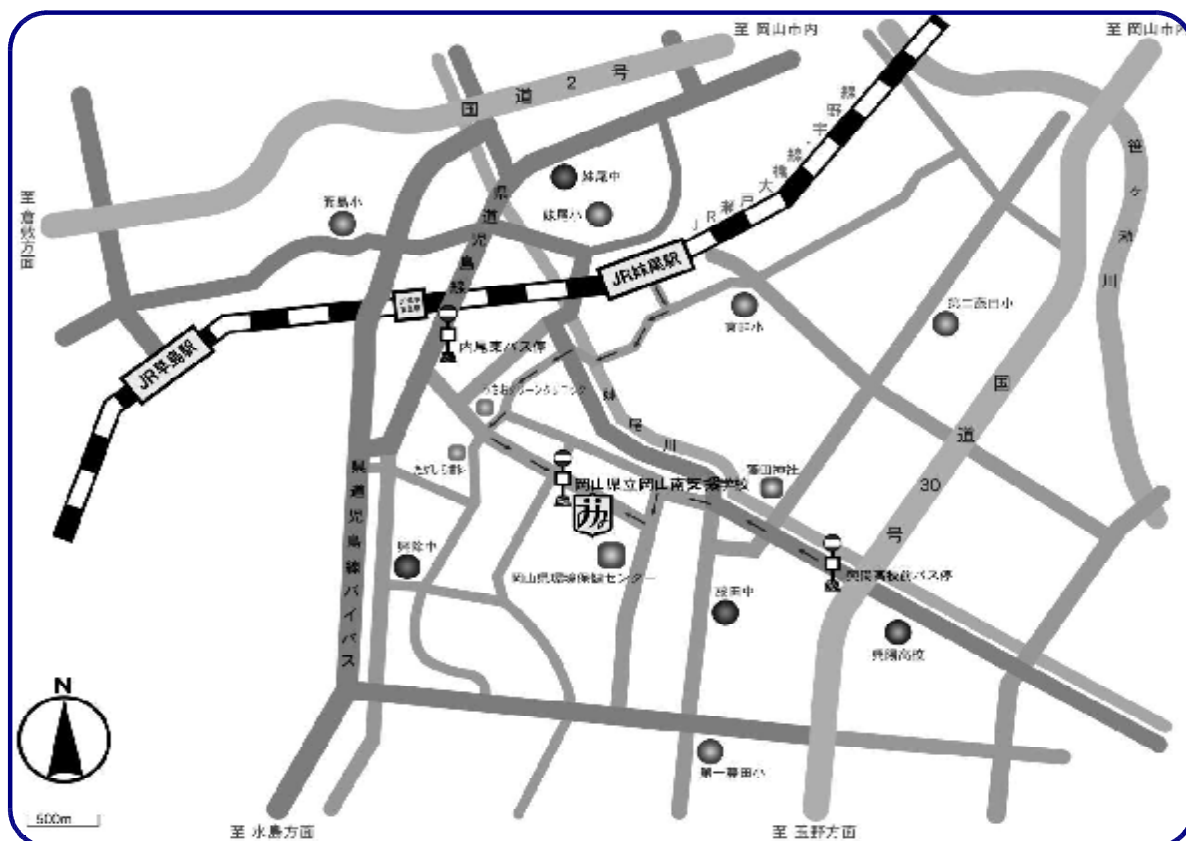 至 岡山市内
至 岡山市内
国道2号
JR瀬戸大橋線・宇野線
笹ヶ瀬川
至 倉敷方面
箕島小
妹尾中
妹尾小
県道児島線
JR妹尾駅
JR早島駅
内尾東バス停
第二藤田小
国道30号
妹尾川
藤田神社
岡山県立岡山南支援学校
県道児島線バイパス
興除中
岡山県環境保健センター
興陽高校前バス停
藤田中
興陽高校
N
500m
第一藤田小
至 水島方面
至 玉野方面